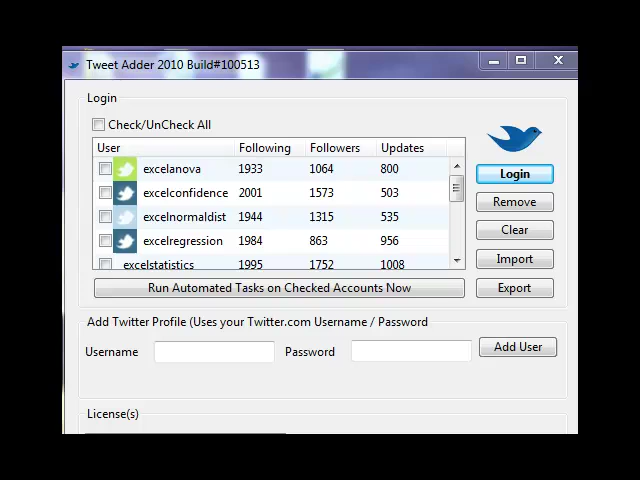 Tweet Adder 2010 Build#100513
Login
Check/UnCheck All
User Following Followers Updates
excelanova 1933 1064 800
excelconfidence 2001 1573 503
excelnormaldist 1944 1315 535
excelregression 1984 863 956
excelstatistics 1995 1752 1008
Run Automated Tasks on Checked Accounts Now
Login
Remove
Clear
Import
Export
Add Twitter Profile (Uses your Twitter.com Username / Password
Username Password Add User
License(s)